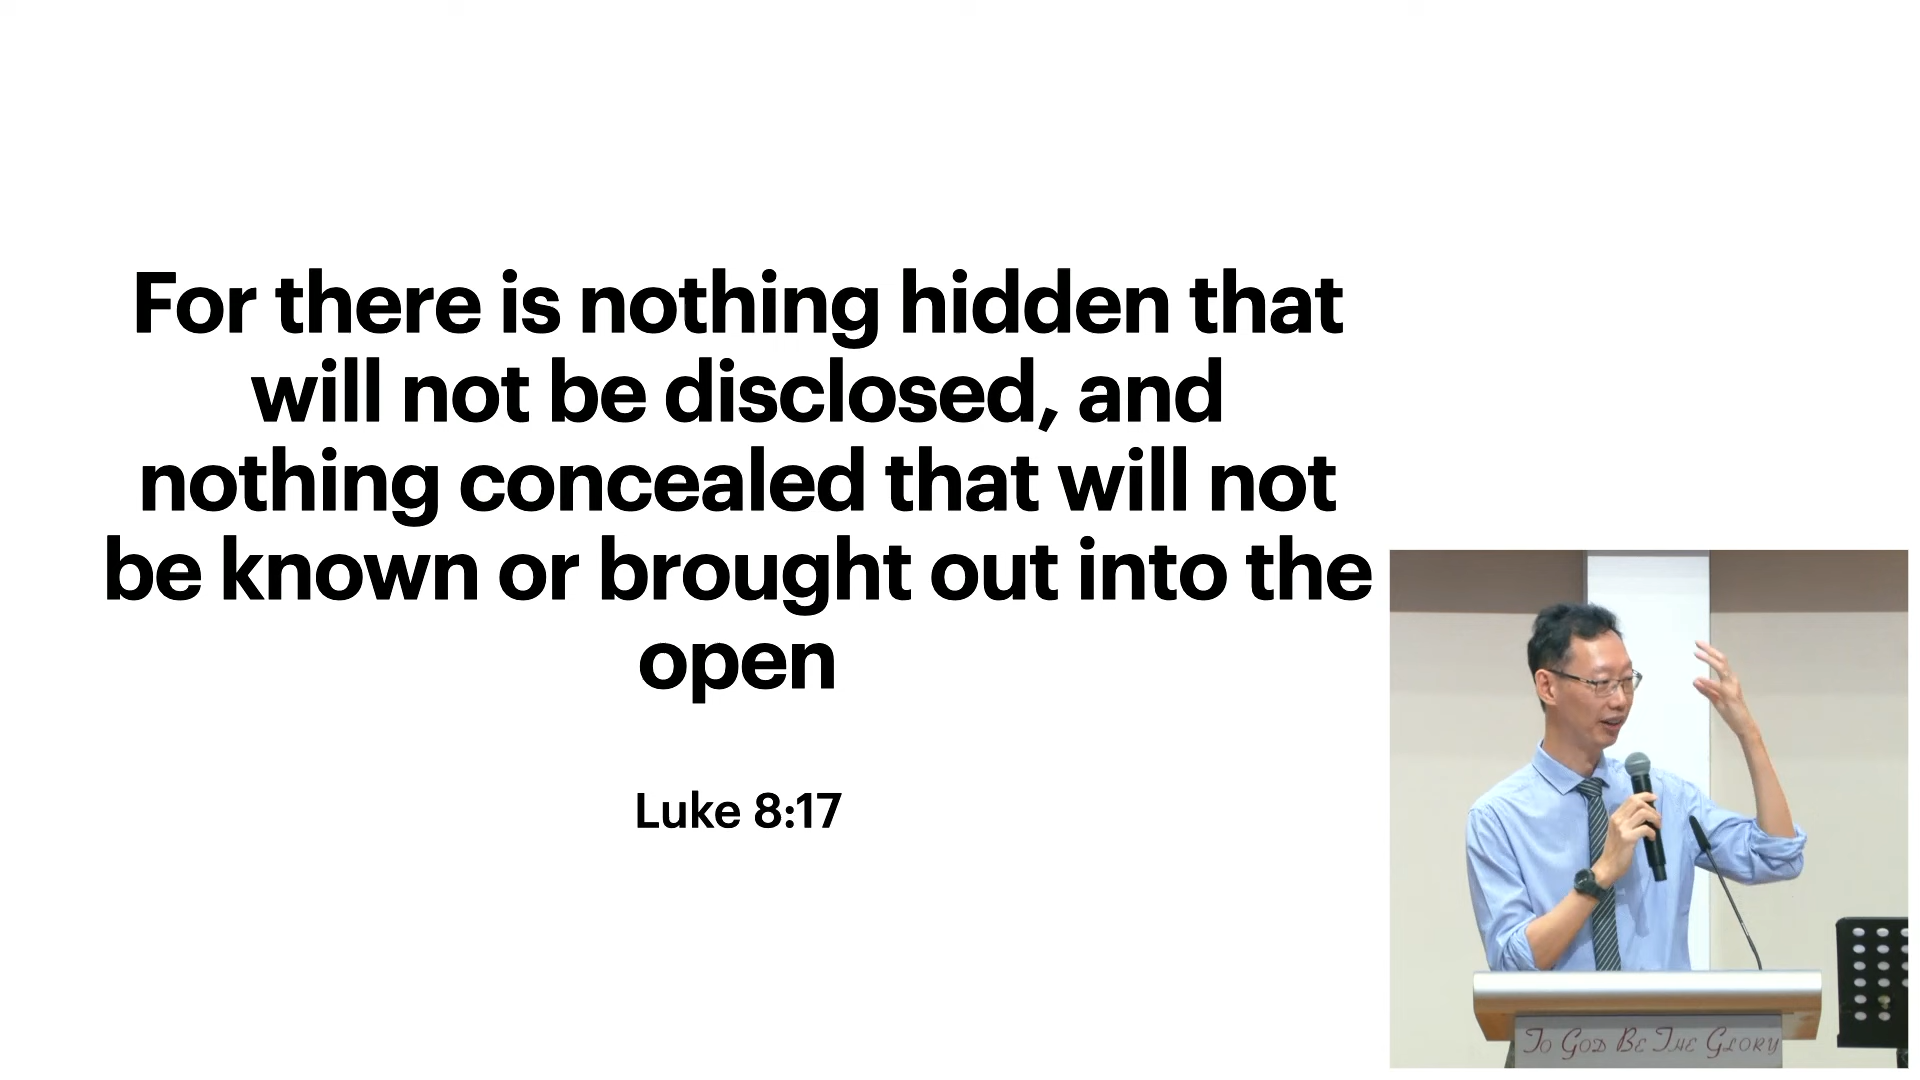 For there is nothing hidden that
will not be disclosed, and
nothing concealed that will not
be known or brought out into the
open
Luke 8:17
To God Be The Glory